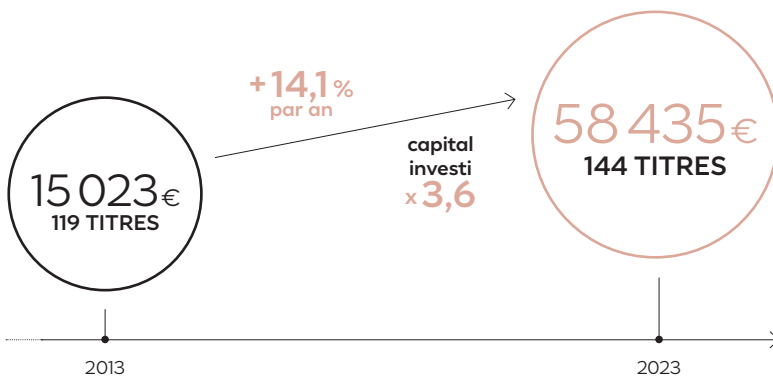 +14,1 %
par an
58 435 €
144 TITRES
capital
investi
x 3,6
15 023 €
119 TITRES
2013
2023